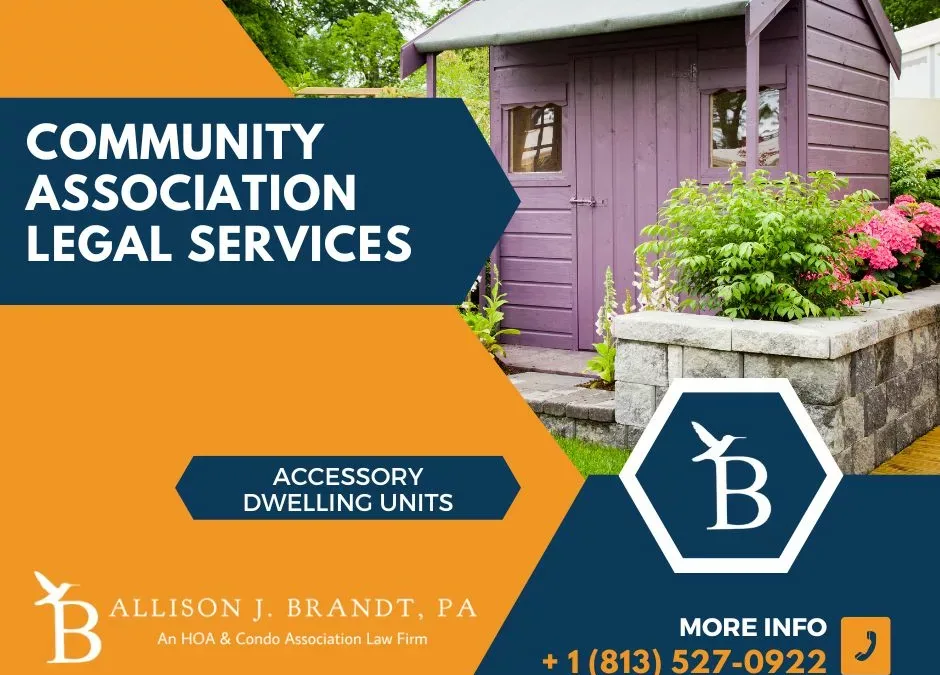 COMMUNITY
ASSOCIATION
LEGAL SERVICES
ACCESSORY
DWELLING UNITS
B
B
ALLISON J. BRANDT, PA
An HOA & Condo Association Law Firm
MORE INFO
+ 1 (813) 527-0922